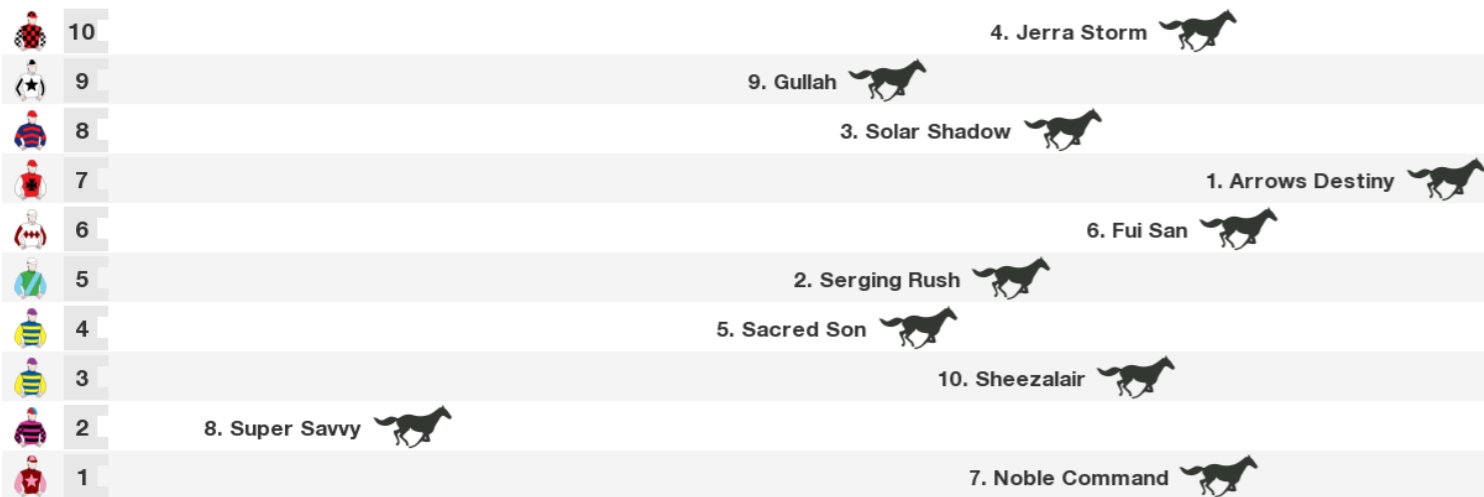 10 4. Jerra Storm
9 9. Gullah
8 3. Solar Shadow
7 1. Arrows Destiny
6 6. Fui San
5 2. Serging Rush
4 5. Sacred Son
3 10. Sheezalair
2 8. Super Savvy
1 7. Noble Command